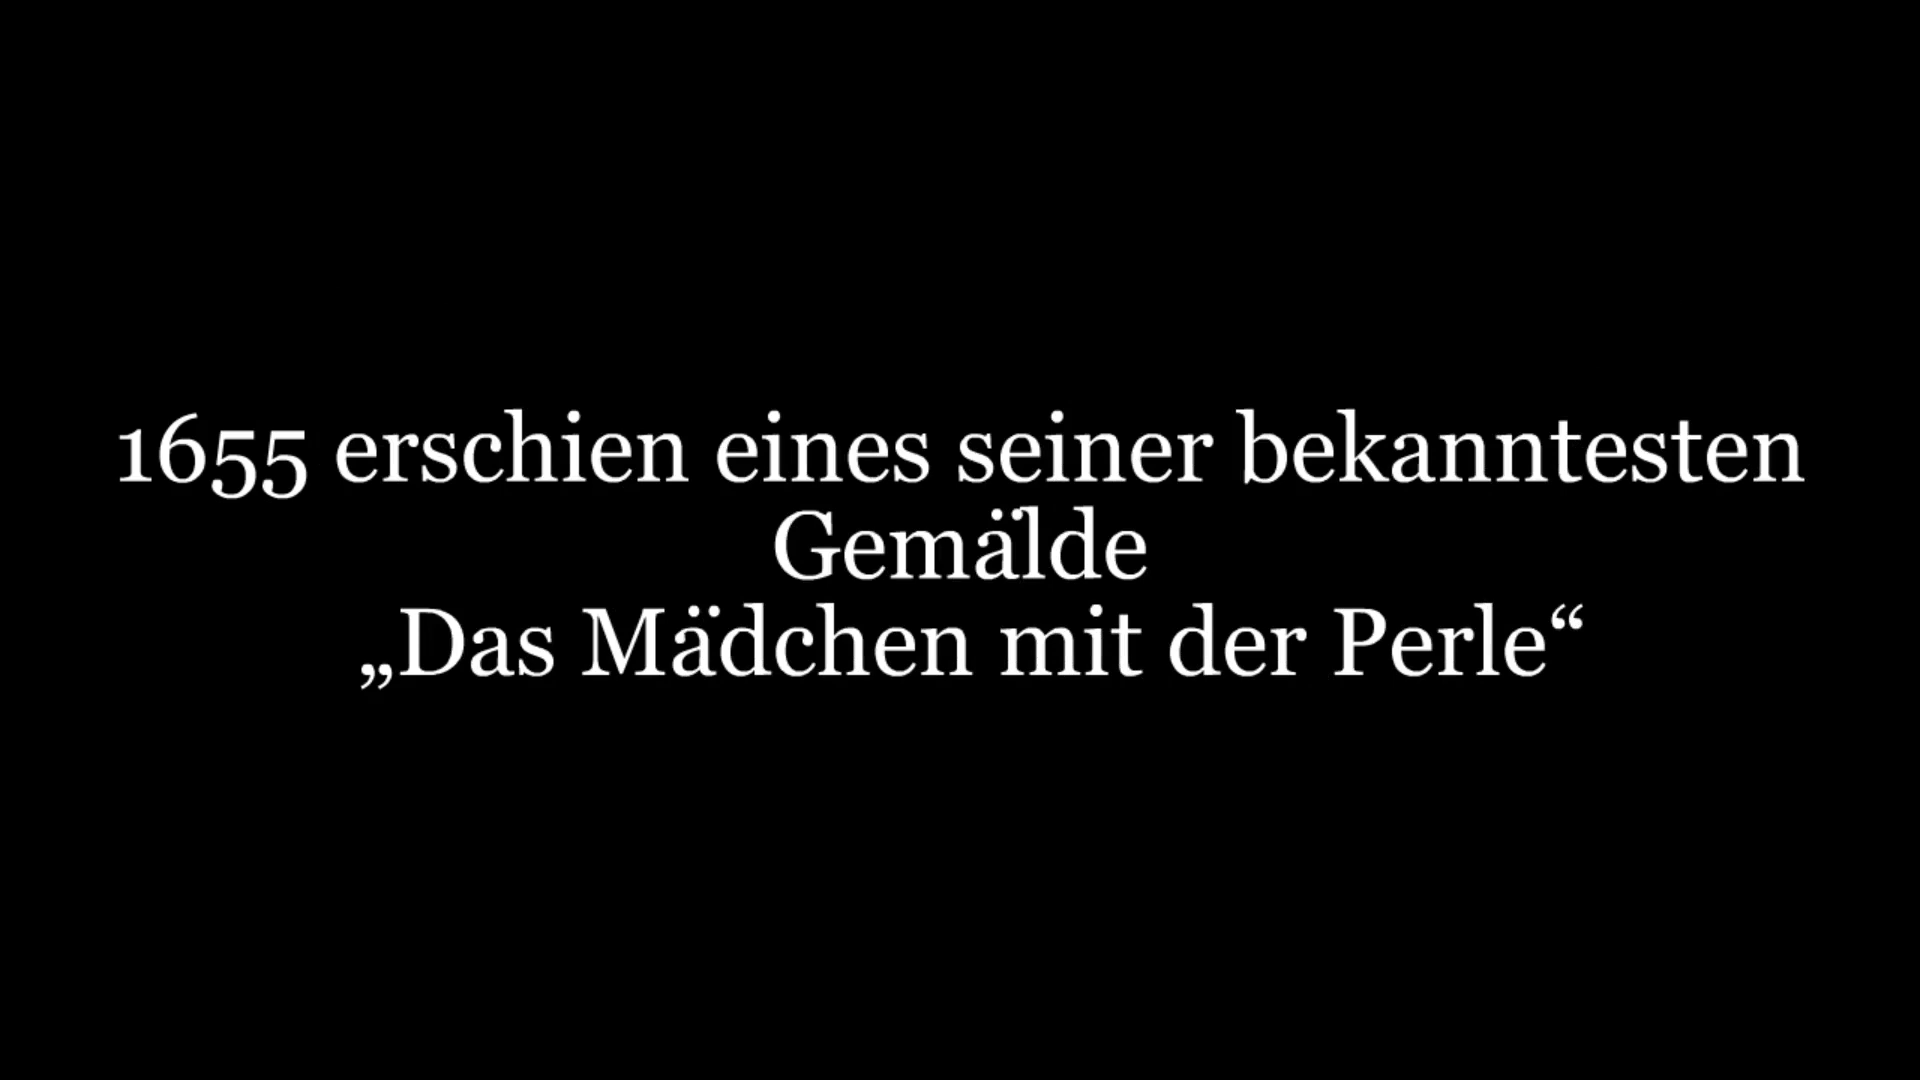 1655 erschien eines seiner bekanntesten
Gemälde
„Das Mädchen mit der Perle“